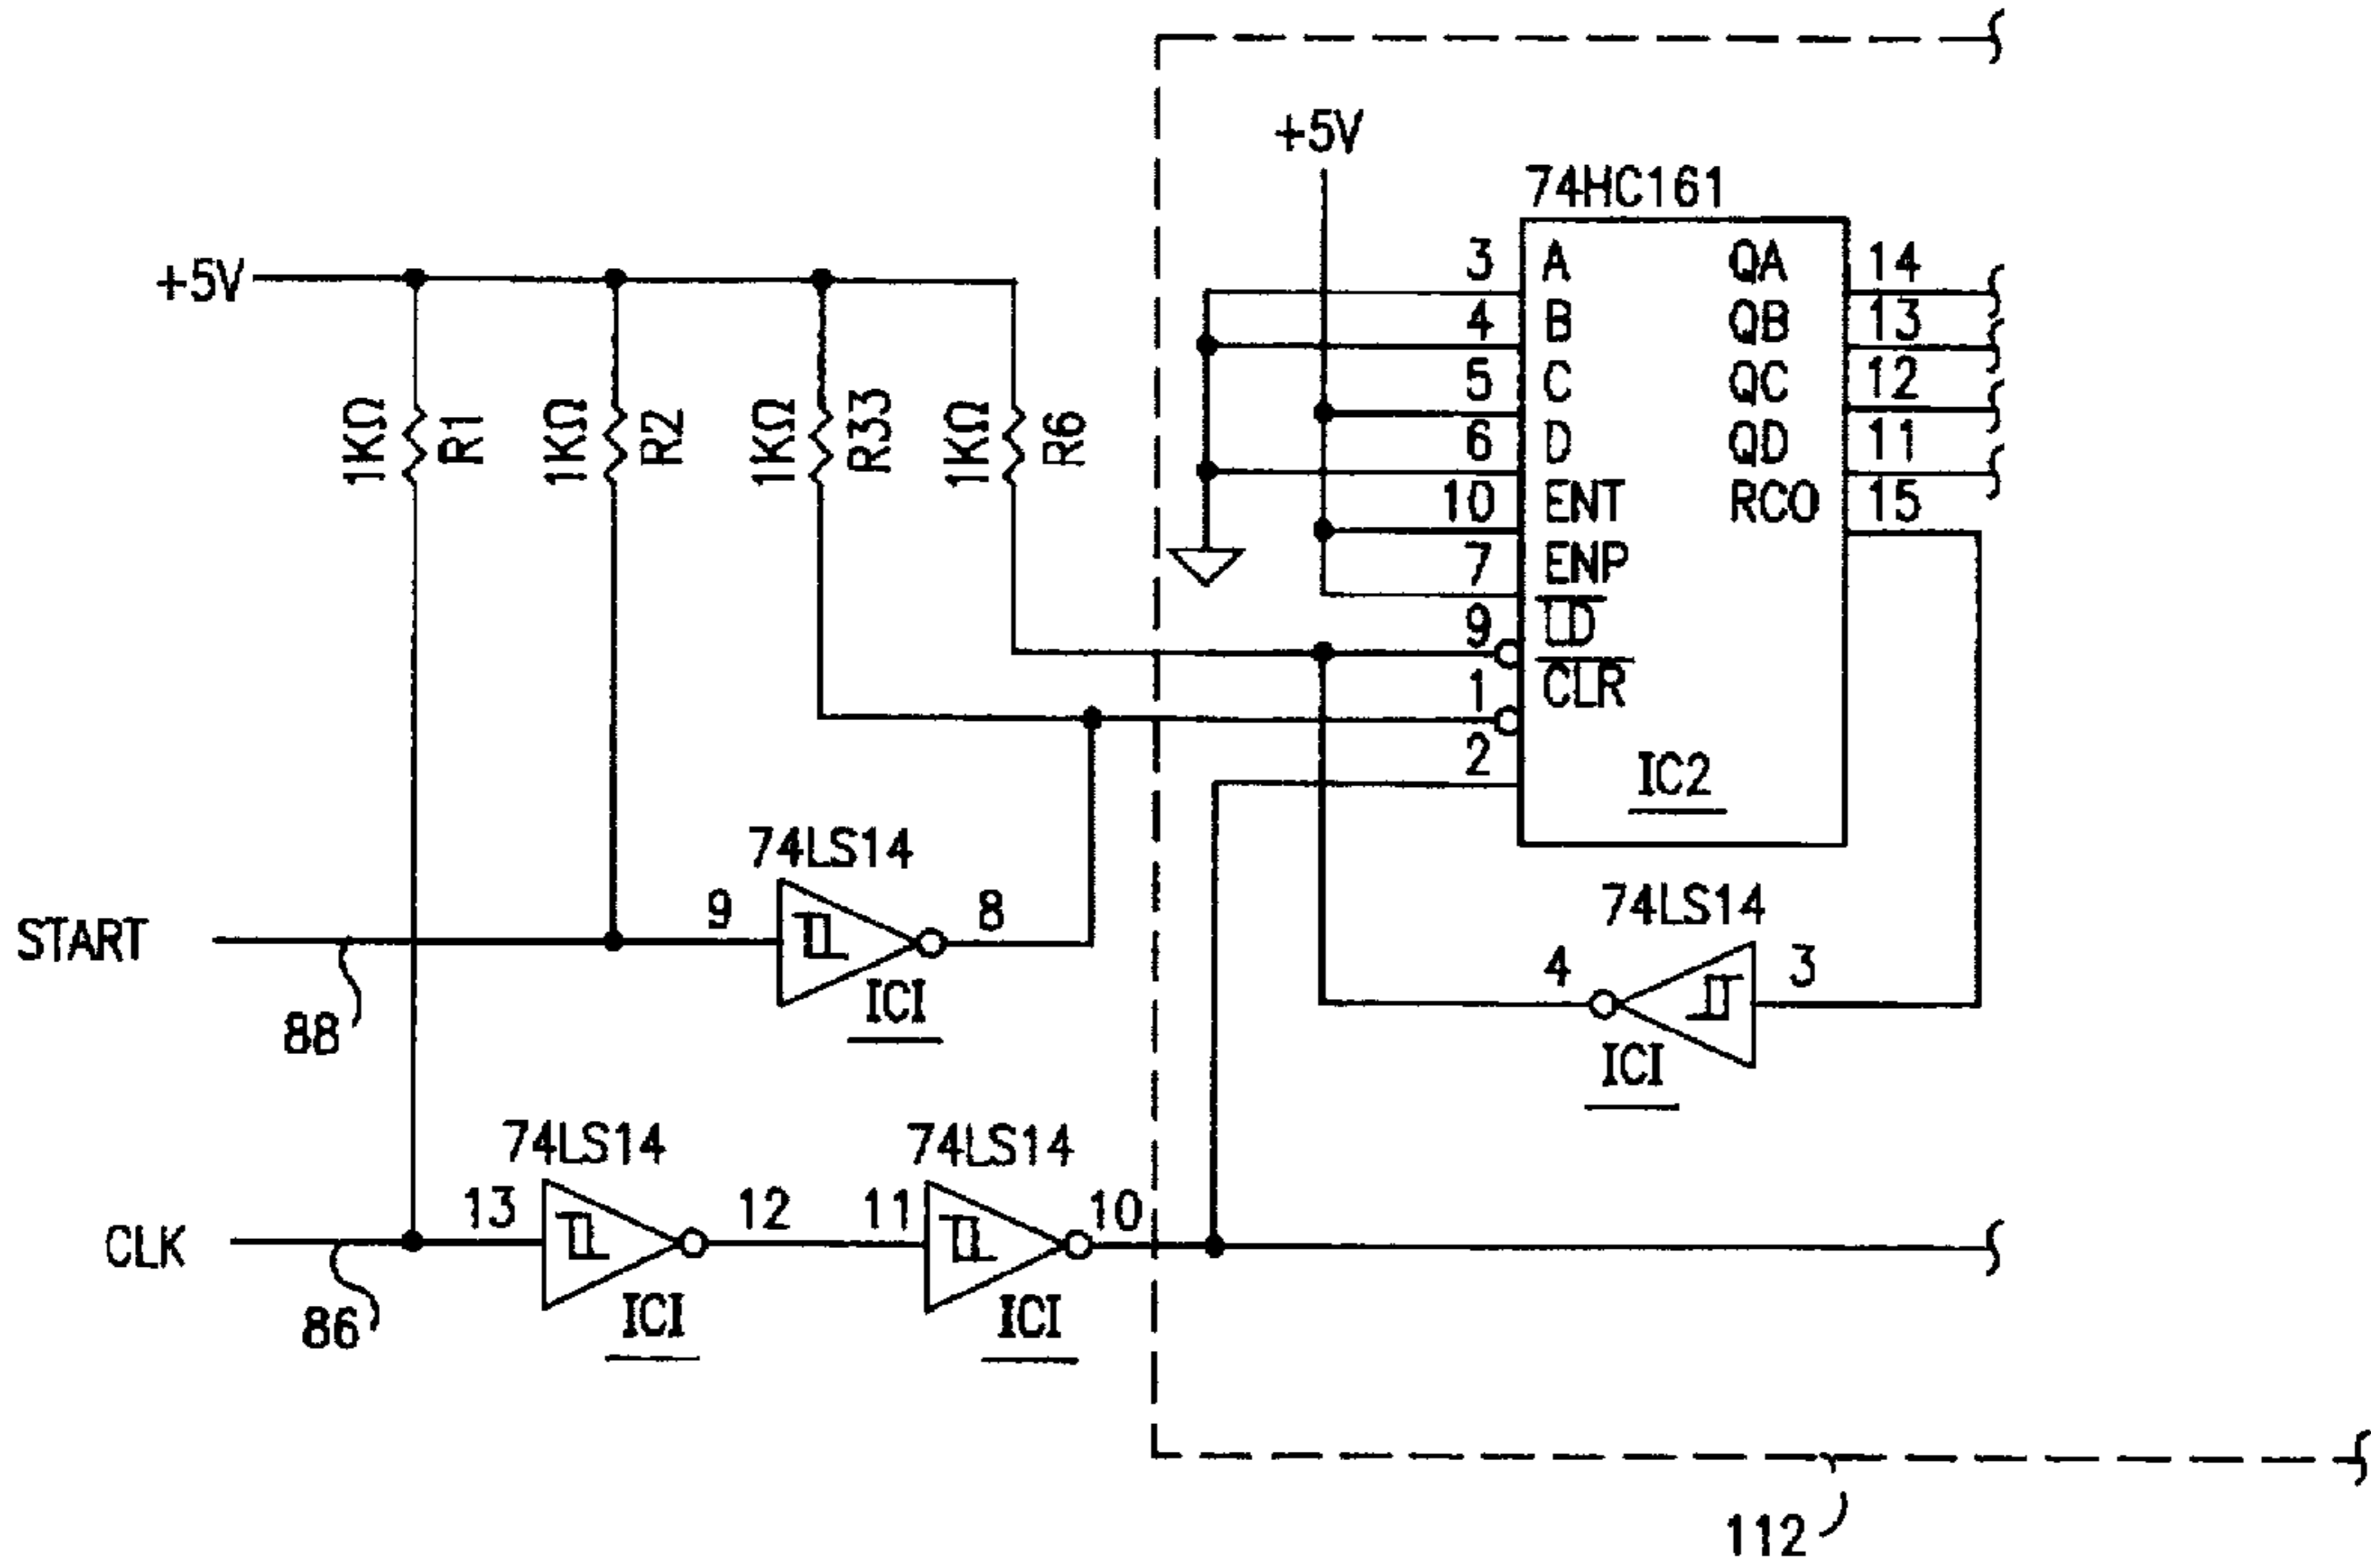 +5V
74HC161
+5V
3 A QA 14
4 B QB 13
5 C QC 12
6 D QD 11
10 ENT RCO 15
7 ENP
9 LD
1 CLR
2
IC2
1KΩ R1
1KΩ R2
1KΩ R33
1KΩ R6
74LS14
START
9
8
ICI
88
74LS14
4
3
ICI
74LS14
74LS14
CLK
13
12
11
10
ICI
ICI
86
112